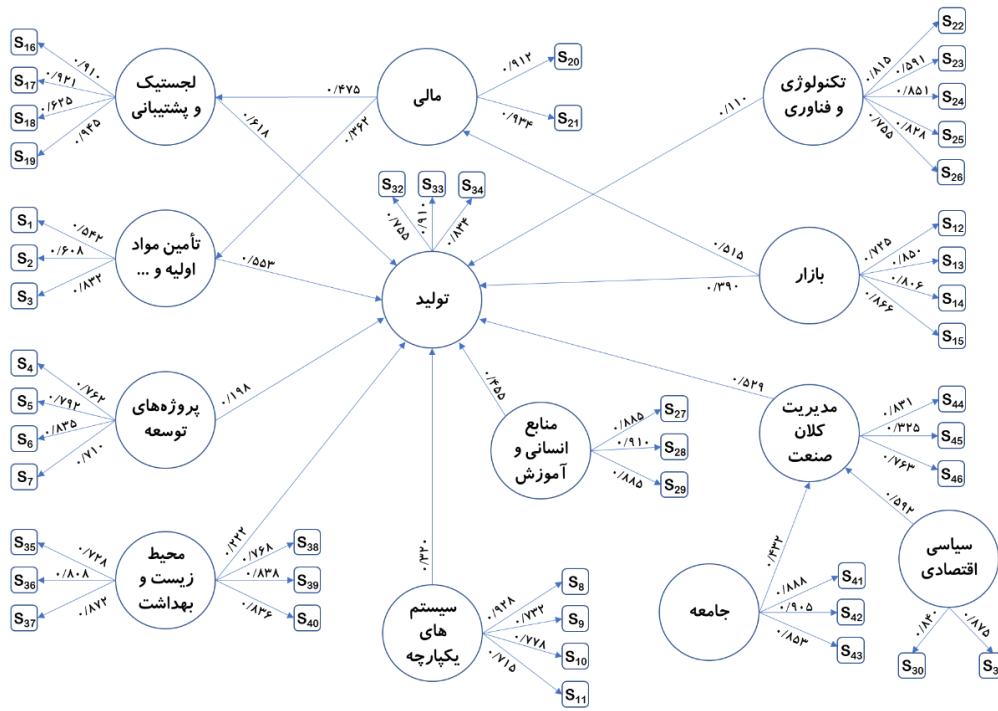 S16
S17
S18
S19
۰/۹۱۰
۰/۹۲۱
۰/۶۲۵
۰/۹۴۵
لجستیک
و پشتیبانی
۰/۴۷۵
۰/۶۱۸
مالی
۰/۳۶۲
۰/۹۱۲
۰/۹۳۴
S20
S21
تکنولوژی
و فناوری
۰/۱۱۰
۰/۸۱۵
۰/۵۹۱
۰/۸۵۱
۰/۸۲۸
۰/۷۵۵
S22
S23
S24
S25
S26
S1
S2
S3
۰/۵۴۲
۰/۶۰۸
۰/۸۳۲
تأمین مواد
اولیه و ...
۰/۵۵۳
S32
S33
S34
۰/۷۵۵
۰/۹۱۰
۰/۸۳۴
تولید
بازار
۰/۵۱۵
۰/۳۹۰
۰/۷۲۵
۰/۸۵۰
۰/۸۰۶
۰/۸۶۶
S12
S13
S14
S15
S4
S5
S6
S7
۰/۷۶۲
۰/۷۹۲
۰/۸۳۵
۰/۷۱۰
پروژه‌های
توسعه
۰/۱۹۸
۰/۴۵۵
منابع
انسانی و
آموزش
۰/۸۸۵
۰/۹۱۰
۰/۸۸۵
S27
S28
S29
۰/۵۲۹
مدیریت
کلان
صنعت
۰/۸۳۱
۰/۳۲۵
۰/۷۶۳
S44
S45
S46
S35
S36
S37
۰/۷۲۸
۰/۸۰۸
۰/۸۷۲
محیط
زیست و
بهداشت
۰/۲۲۲
۰/۷۶۸
۰/۸۳۸
۰/۸۳۶
S38
S39
S40
۰/۳۲۰
سیستم
های
یکپارچه
۰/۹۲۸
۰/۷۳۲
۰/۷۷۸
۰/۷۱۵
S8
S9
S10
S11
۰/۴۳۲
جامعه
۰/۸۸۸
۰/۹۰۵
۰/۸۵۳
S41
S42
S43
۰/۵۹۲
سیاسی
اقتصادی
۰/۸۴۰
۰/۸۷۵
S30
S3